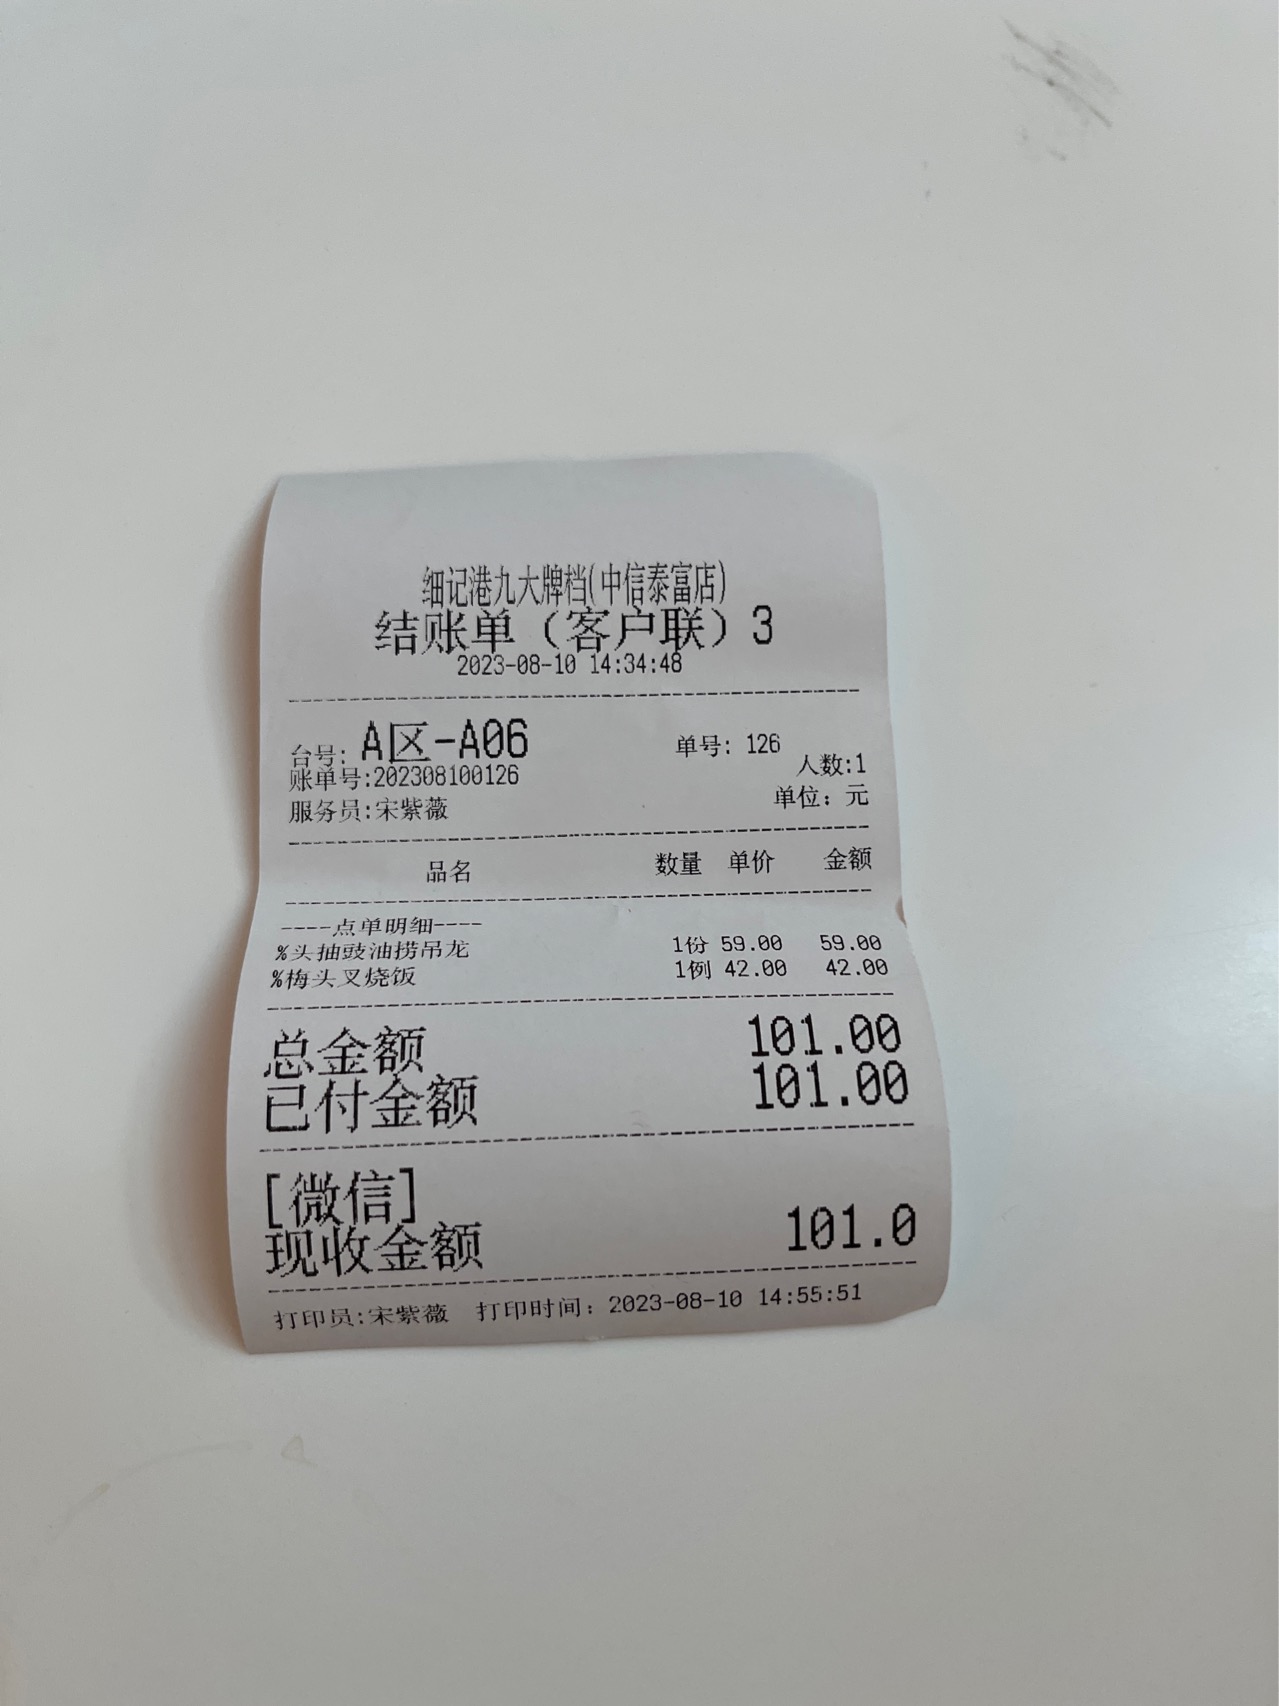 细记港九大牌档(中信泰富店)
结账单（客户联）3
2023-08-10 14:34:48
台号: A区-A06 单号: 126
账单号:202308100126 人数:1
服务员:宋紫薇 单位: 元
品名 数量 单价 金额
----点单明细----
%头抽豉油捞吊龙 1份 59.00 59.00
%梅头叉烧饭 1例 42.00 42.00
总金额 101.00
已付金额 101.00
[微信]
现收金额 101.0
打印员:宋紫薇 打印时间: 2023-08-10 14:55:51